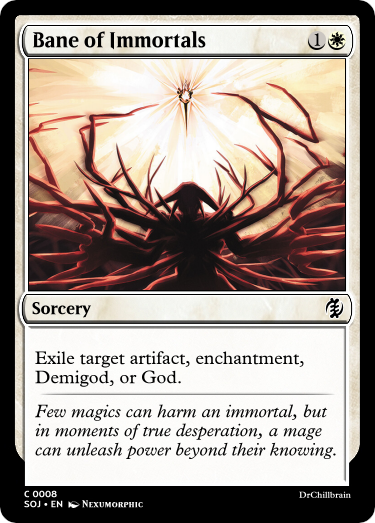 Bane of Immortals 1
Sorcery
Exile target artifact, enchantment,
Demigod, or God.
Few magics can harm an immortal, but
in moments of true desperation, a mage
can unleash power beyond their knowing.
C 0008 DrChillbrain
SOJ • EN Nexumorphic